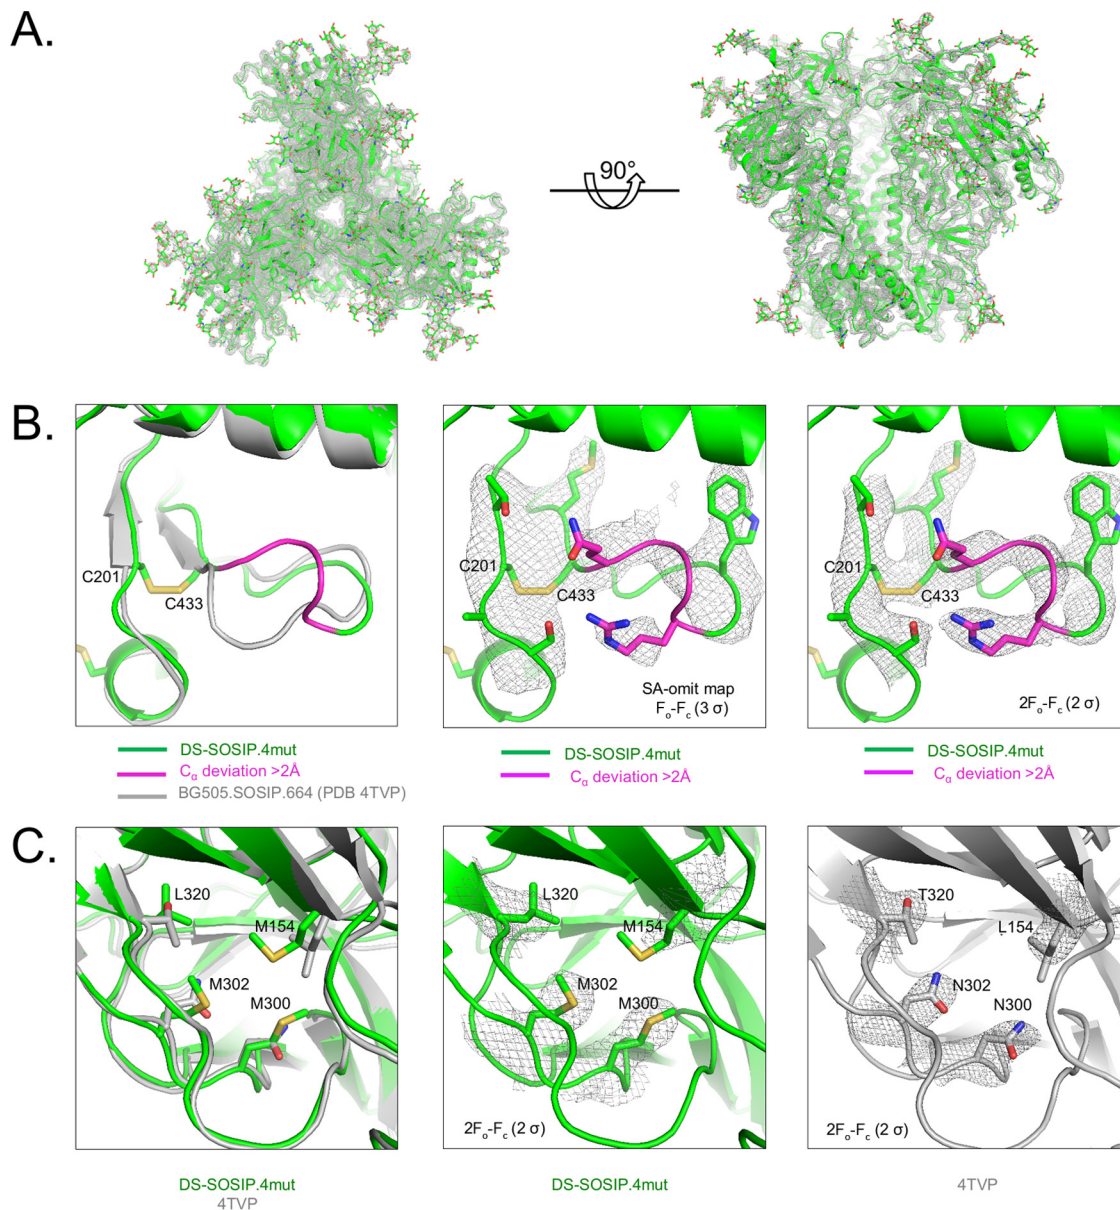 A.
90°
B.
C201
C433
C201
C433
SA-omit map
Fo-Fc (3 σ)
C201
C433
2Fo-Fc (2 σ)
DS-SOSIP.4mut
Cα deviation >2Å
BG505.SOSIP.664 (PDB 4TVP)
DS-SOSIP.4mut
Cα deviation >2Å
DS-SOSIP.4mut
Cα deviation >2Å
C.
L320
M154
M302
M300
L320
M154
M302
M300
2Fo-Fc (2 σ)
T320
L154
N302
N300
2Fo-Fc (2 σ)
DS-SOSIP.4mut
4TVP
DS-SOSIP.4mut
4TVP